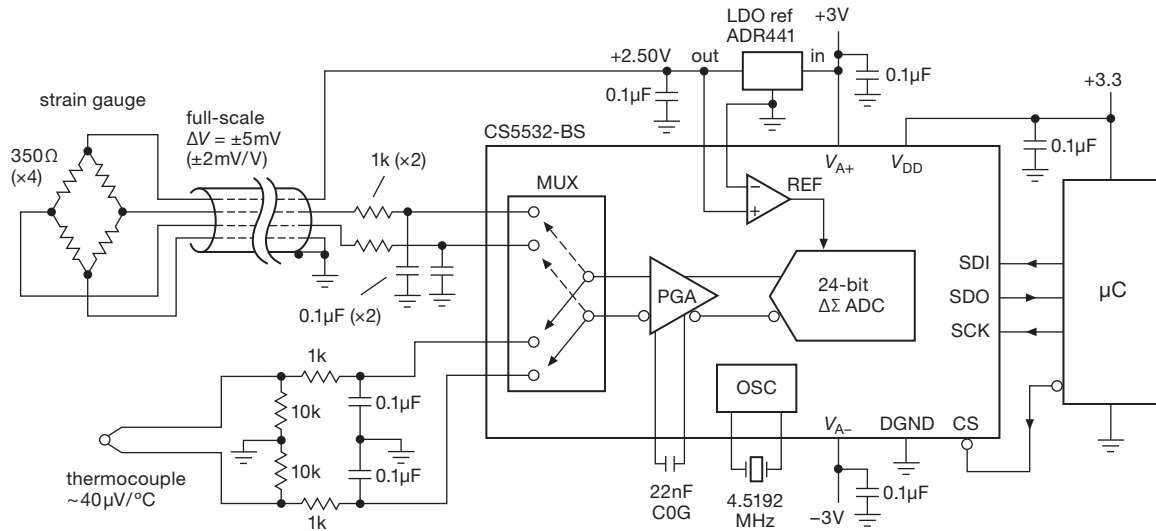 LDO ref
ADR441
+3V
+2.50V
out
in
0.1µF
0.1µF
+3.3
strain gauge
full-scale
ΔV = ±5mV
(±2mV/V)
CS5532-BS
350Ω
(×4)
1k (×2)
VA+
VDD
0.1µF
MUX
REF
−
+
SDI
24-bit
ΔΣ ADC
PGA
SDO
µC
0.1µF (×2)
SCK
1k
OSC
0.1µF
10k
VA−
DGND
CS
10k
0.1µF
thermocouple
~40µV/°C
1k
22nF
C0G
4.5192
MHz
0.1µF
−3V